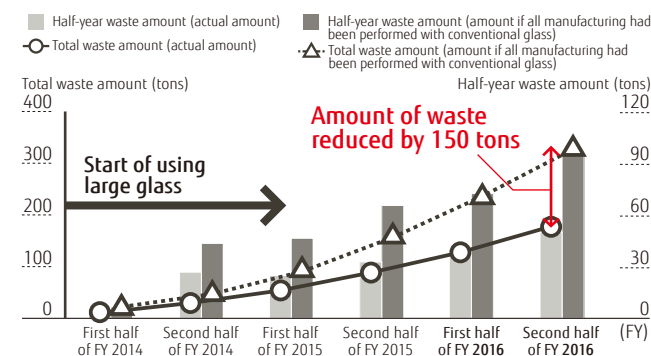 Half-year waste amount (actual amount)
Half-year waste amount (amount if all manufacturing had
been performed with conventional glass)
Total waste amount (actual amount)
Total waste amount (amount if all manufacturing had
been performed with conventional glass)
Total waste amount (tons)
Half-year waste amount (tons)
400
120
Amount of waste
reduced by 150 tons
300
90
Start of using
large glass
200
60
100
30
0
0
First half
of FY 2014
Second half
of FY 2014
First half
of FY 2015
Second half
of FY 2015
First half
of FY 2016
Second half
of FY 2016
(FY)